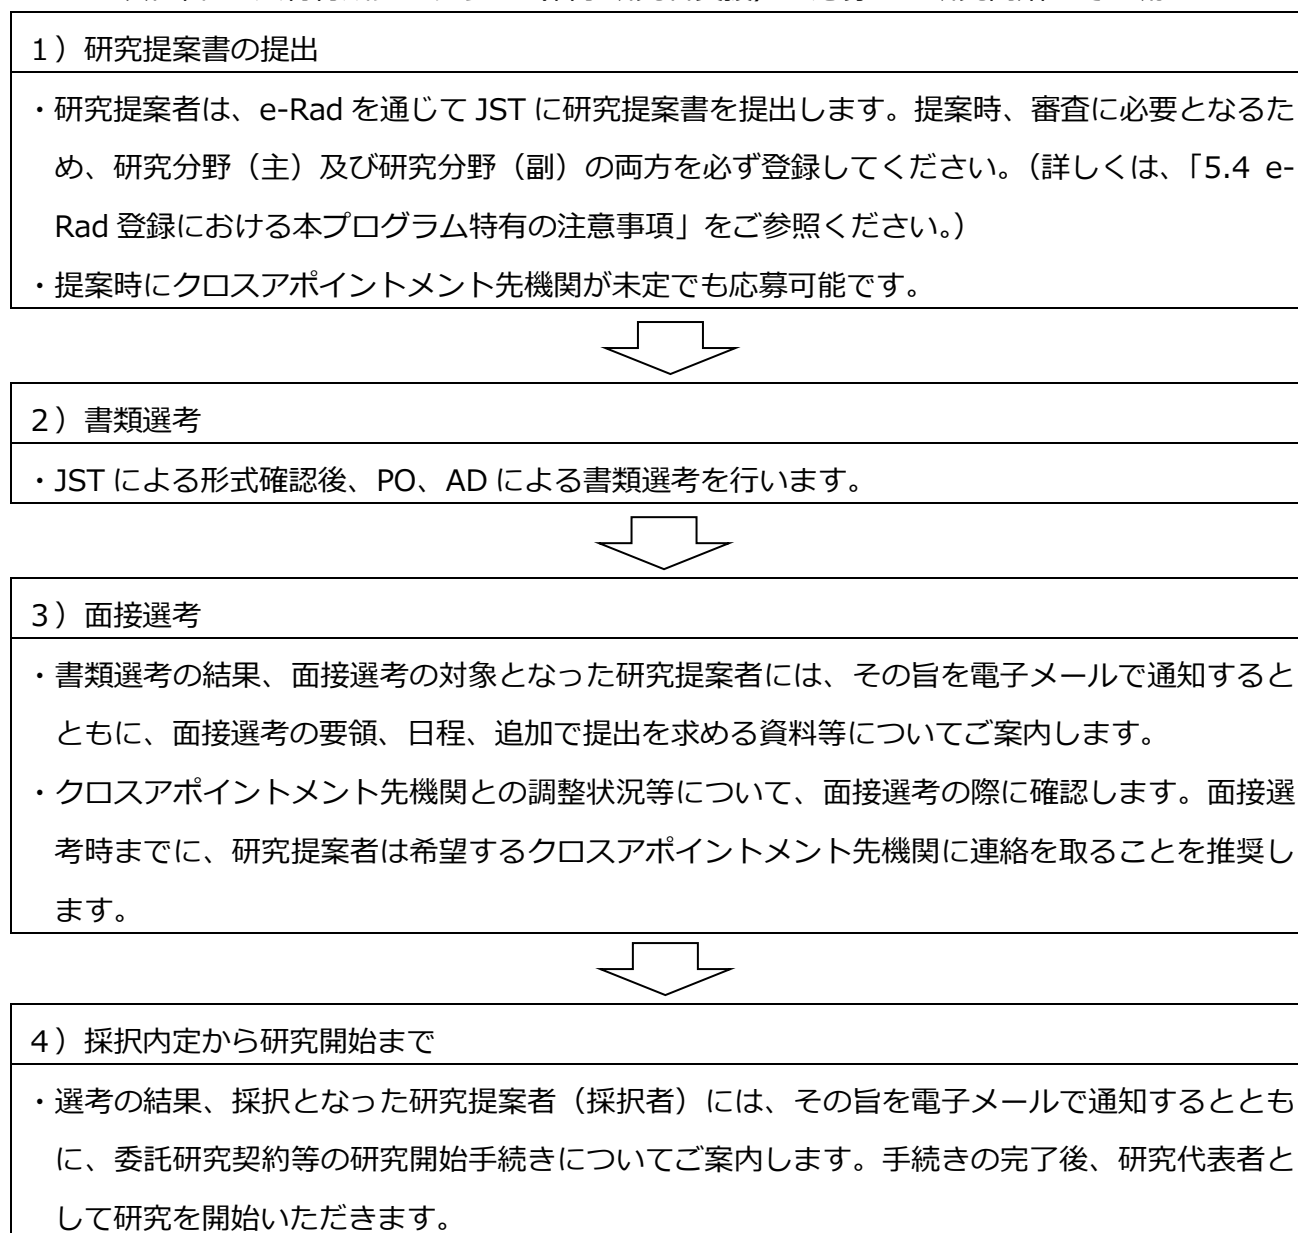 １）研究提案書の提出
・研究提案者は、e-Rad を通じて JST に研究提案書を提出します。提案時、審査に必要となるた
め、研究分野（主）及び研究分野（副）の両方を必ず登録してください。（詳しくは、「5.4 e-
Rad 登録における本プログラム特有の注意事項」をご参照ください。）
・提案時にクロスアポイントメント先機関が未定でも応募可能です。
２）書類選考
・JST による形式確認後、PO、AD による書類選考を行います。
３）面接選考
・書類選考の結果、面接選考の対象となった研究提案者には、その旨を電子メールで通知すると
ともに、面接選考の要領、日程、追加で提出を求める資料等についてご案内します。
・クロスアポイントメント先機関との調整状況等について、面接選考の際に確認します。面接選
考時までに、研究提案者は希望するクロスアポイントメント先機関に連絡を取ることを推奨し
ます。
４）採択内定から研究開始まで
・選考の結果、採択となった研究提案者（採択者）には、その旨を電子メールで通知するととも
に、委託研究契約等の研究開始手続きについてご案内します。手続きの完了後、研究代表者と
して研究を開始いただきます。